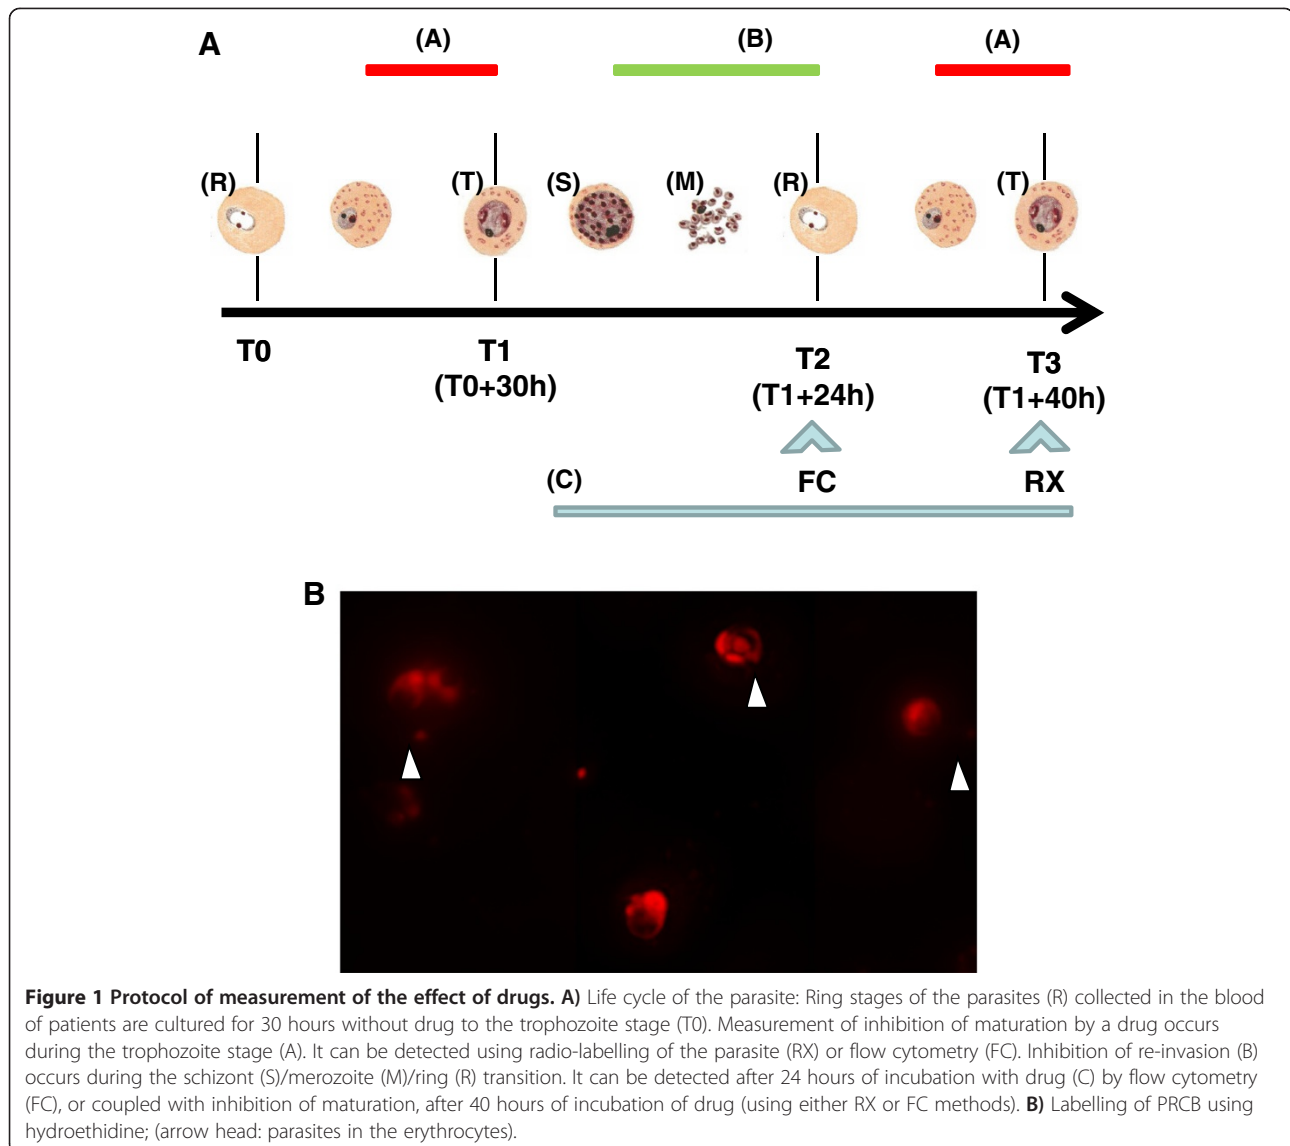 A
(A) (B) (A)
(R) (T) (S) (M) (R) (T)
T0 T1 T2 T3
(T0+30h) (T1+24h) (T1+40h)
(C) FC RX
B
Figure 1 Protocol of measurement of the effect of drugs. A) Life cycle of the parasite: Ring stages of the parasites (R) collected in the blood
of patients are cultured for 30 hours without drug to the trophozoite stage (T0). Measurement of inhibition of maturation by a drug occurs
during the trophozoite stage (A). It can be detected using radio-labelling of the parasite (RX) or flow cytometry (FC). Inhibition of re-invasion (B)
occurs during the schizont (S)/merozoite (M)/ring (R) transition. It can be detected after 24 hours of incubation with drug (C) by flow cytometry
(FC), or coupled with inhibition of maturation, after 40 hours of incubation of drug (using either RX or FC methods). B) Labelling of PRCB using
hydroethidine; (arrow head: parasites in the erythrocytes).